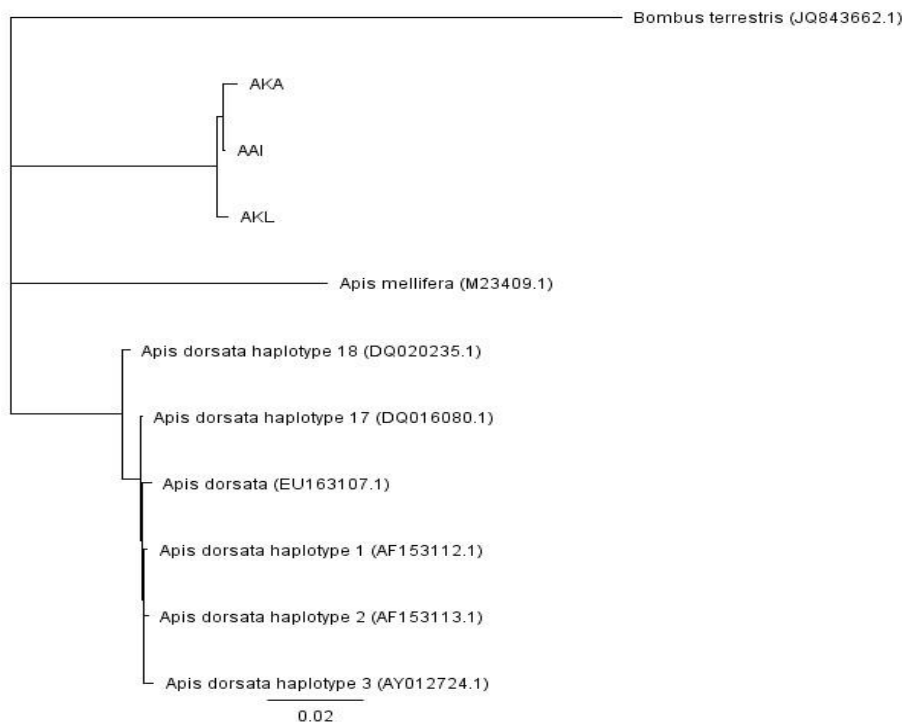 Bombus terrestris (JQ843662.1)
AKA
AAI
AKL
Apis mellifera (M23409.1)
Apis dorsata haplotype 18 (DQ020235.1)
Apis dorsata haplotype 17 (DQ016080.1)
Apis dorsata (EU163107.1)
Apis dorsata haplotype 1 (AF153112.1)
Apis dorsata haplotype 2 (AF153113.1)
Apis dorsata haplotype 3 (AY012724.1)
0.02